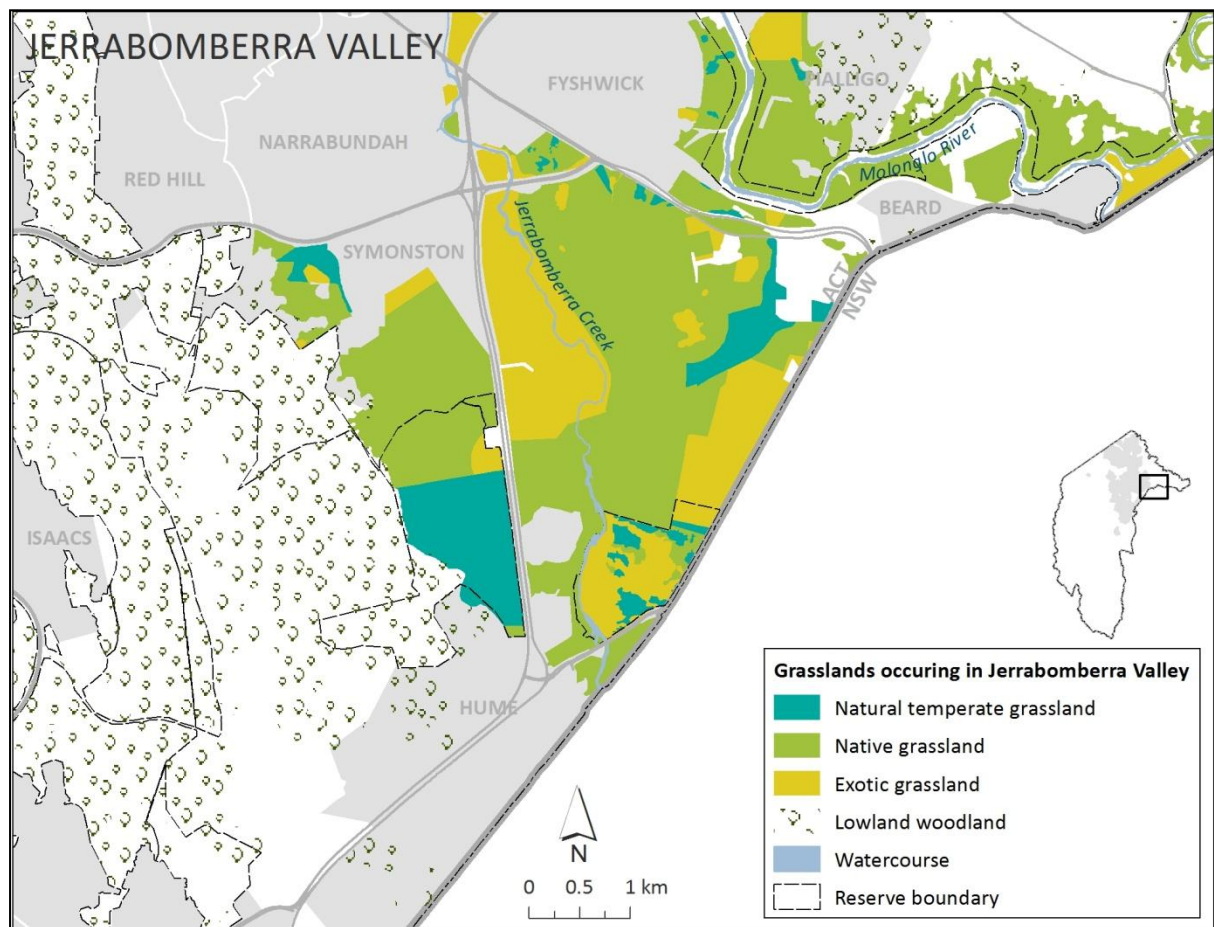 JERRABOMBERRA VALLEY
FYSHWICK
HALLIGO
NARRABUNDAH
Molonglo River
RED HILL
BEARD
Jerrabomberra Creek
SYMONSTON
ACT
NSW
ISAACS
HUME
Grasslands occuring in Jerrabomberra Valley
Natural temperate grassland
Native grassland
Exotic grassland
Lowland woodland
Watercourse
Reserve boundary
N
0 0.5 1 km